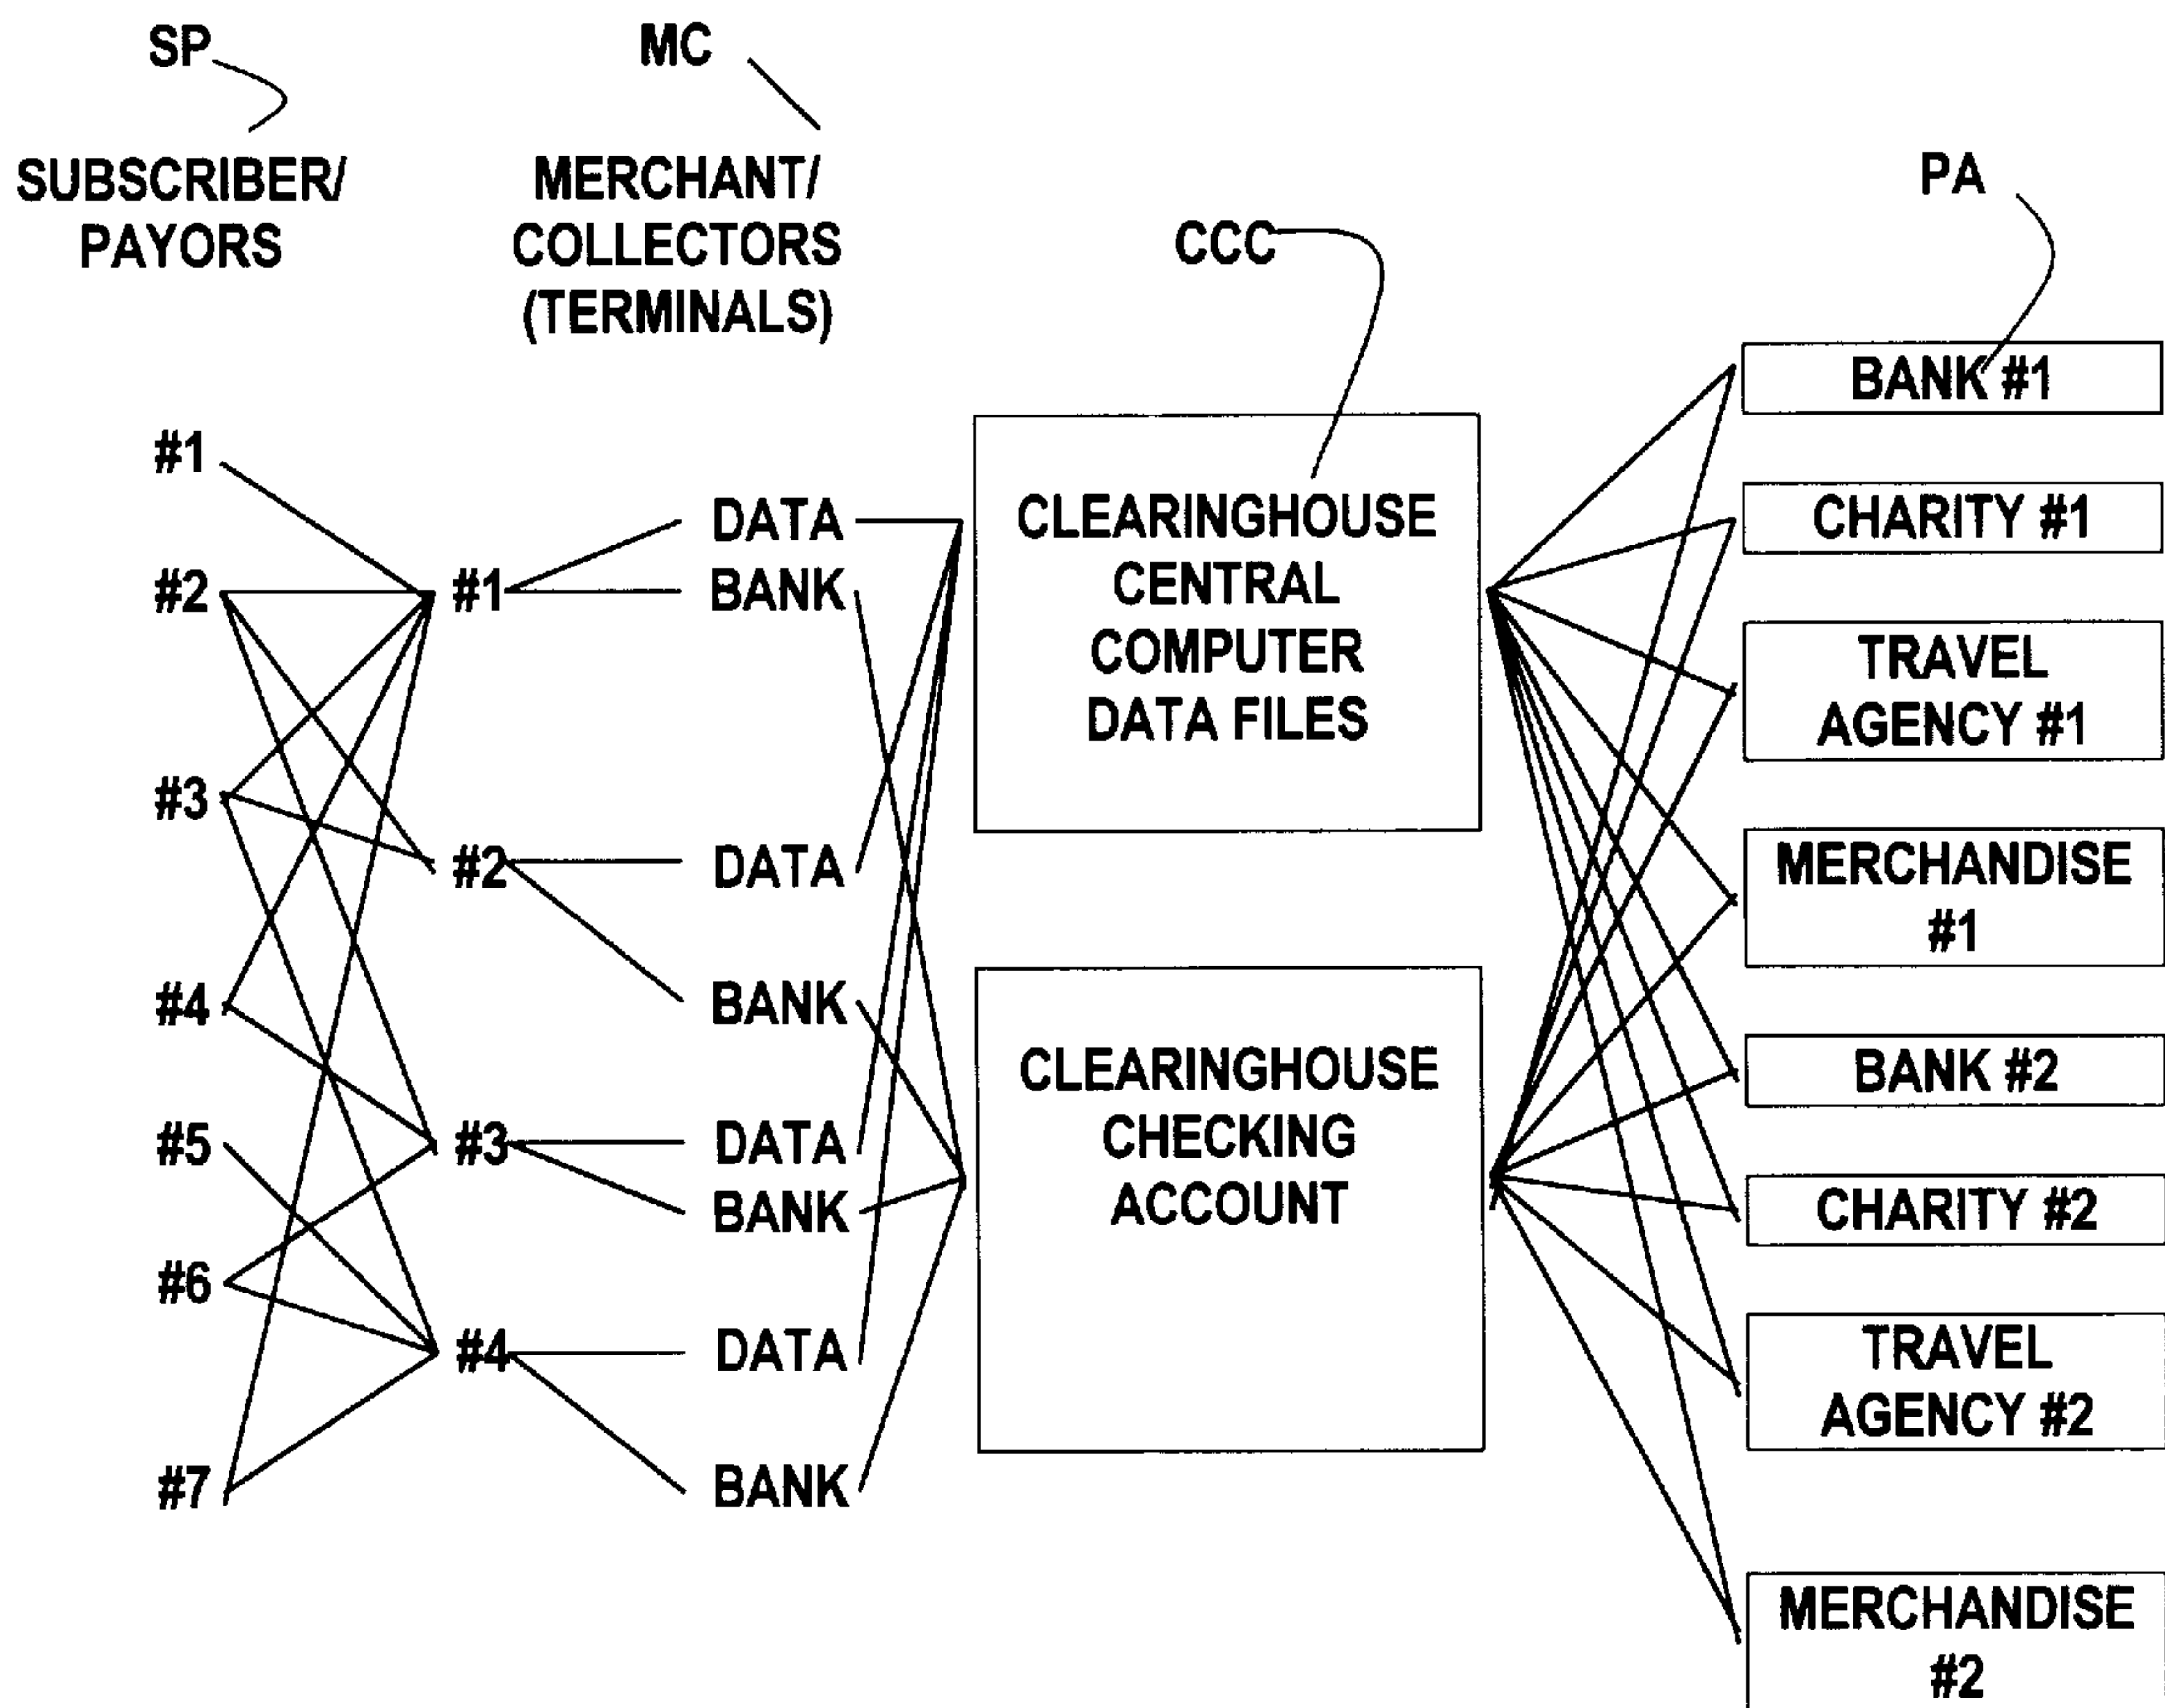 SP
MC
SUBSCRIBER/
PAYORS
MERCHANT/
COLLECTORS
(TERMINALS)
CCC
PA
#1
#2
#3
#4
#5
#6
#7
#1
#2
#3
#4
DATA
BANK
DATA
BANK
DATA
BANK
DATA
BANK
CLEARINGHOUSE
CENTRAL
COMPUTER
DATA FILES
CLEARINGHOUSE
CHECKING
ACCOUNT
BANK #1
CHARITY #1
TRAVEL
AGENCY #1
MERCHANDISE
#1
BANK #2
CHARITY #2
TRAVEL
AGENCY #2
MERCHANDISE
#2